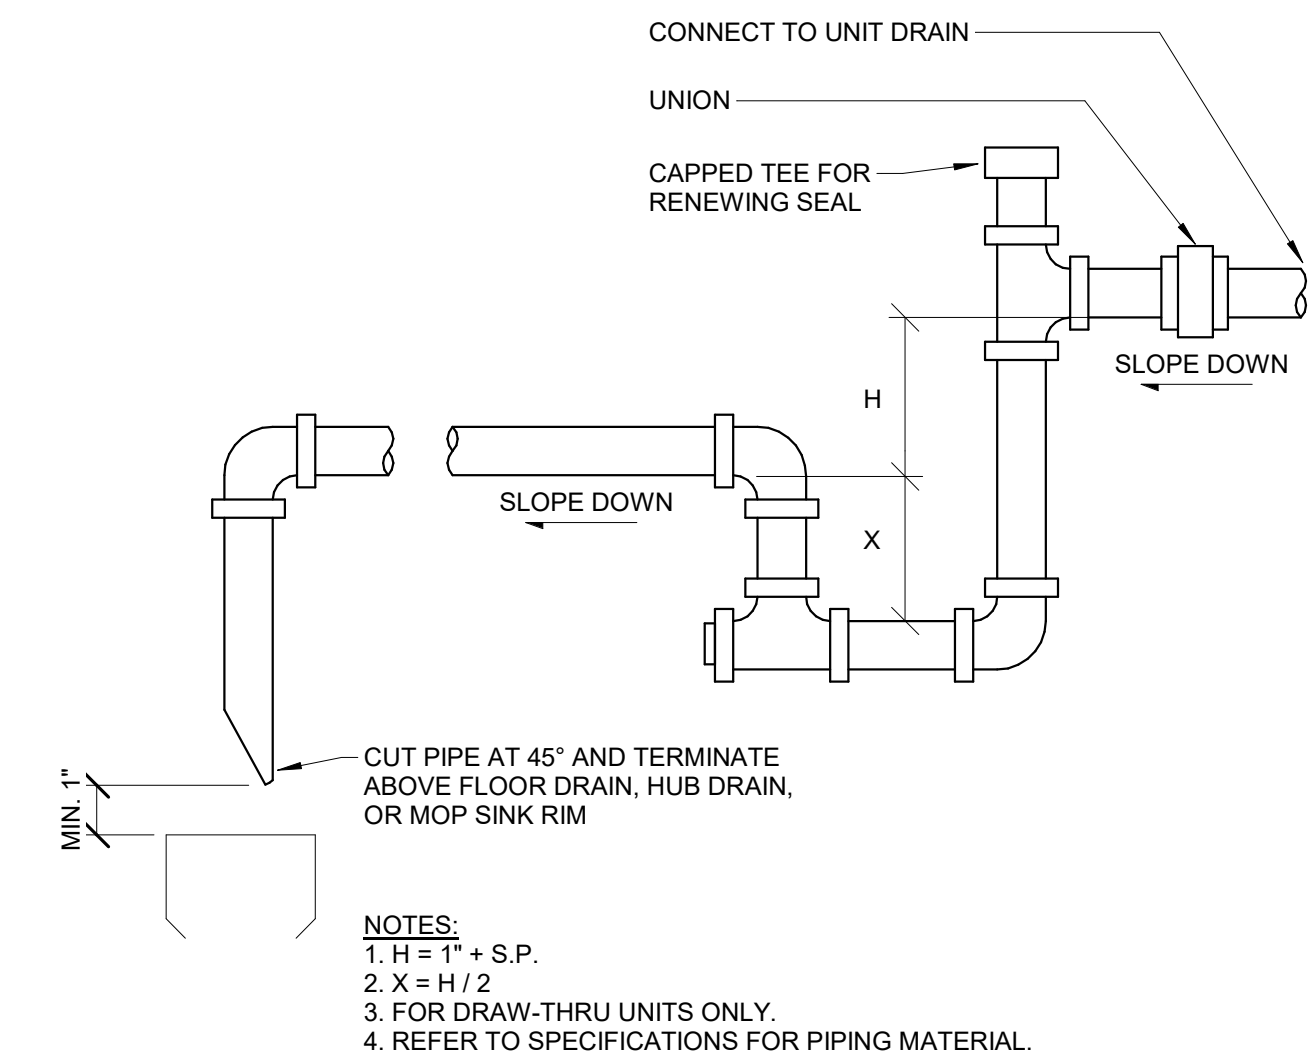 CONNECT TO UNIT DRAIN
UNION
CAPPED TEE FOR
RENEWING SEAL
SLOPE DOWN
H
SLOPE DOWN
X
CUT PIPE AT 45° AND TERMINATE
ABOVE FLOOR DRAIN, HUB DRAIN,
OR MOP SINK RIM
MIN. 1"
NOTES:
1. H = 1" + S.P.
2. X = H / 2
3. FOR DRAW-THRU UNITS ONLY.
4. REFER TO SPECIFICATIONS FOR PIPING MATERIAL.